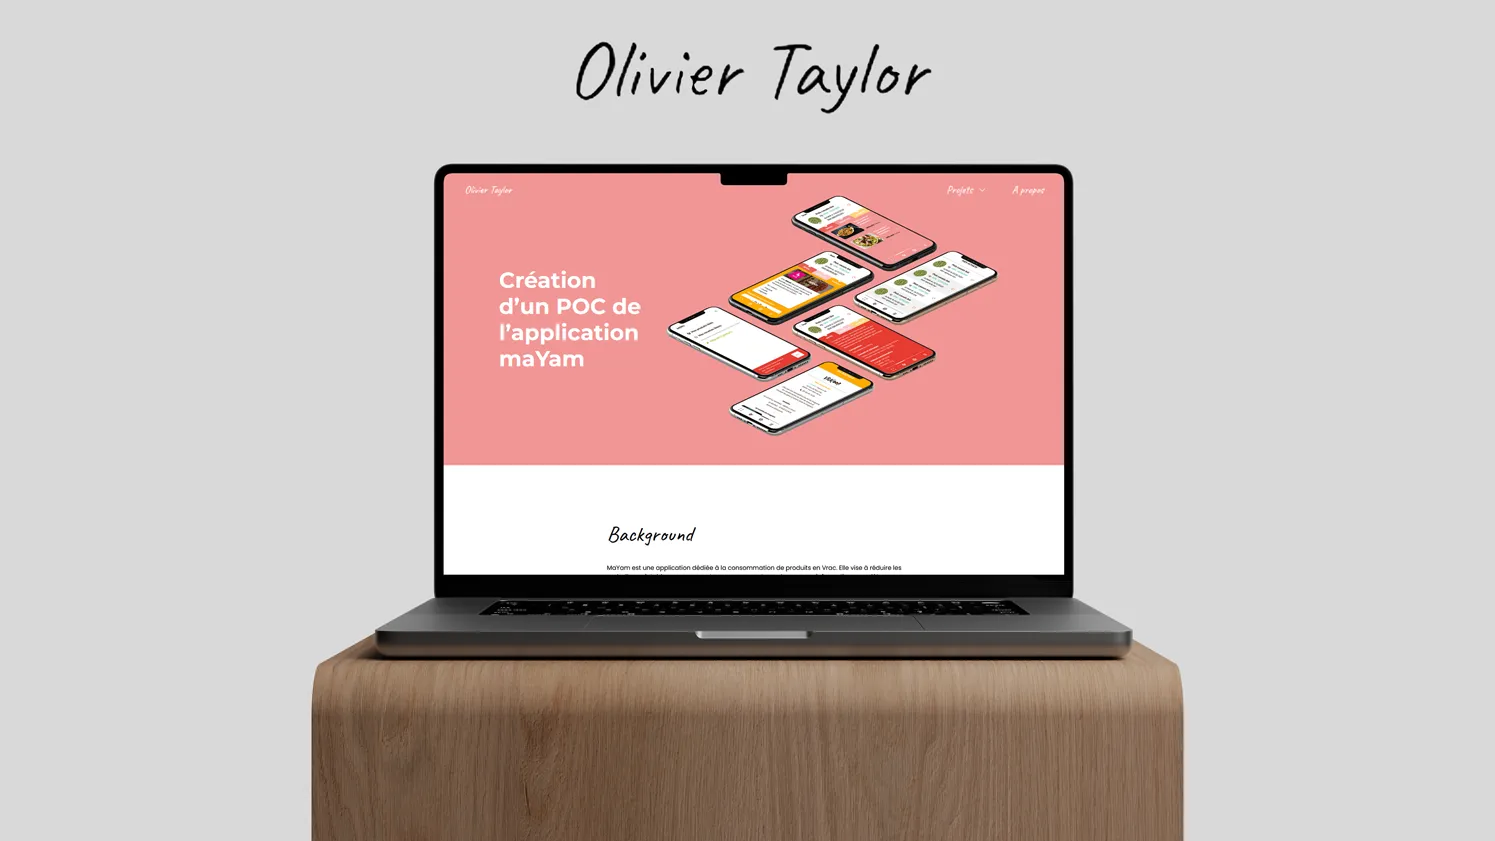 Olivier Taylor
Olivier Taylor
Projets
A propos
Création
d’un POC de
l’application
maYam
Background
MaYam est une application dédiée à la consommation de produits en Vrac. Elle vise à réduire les